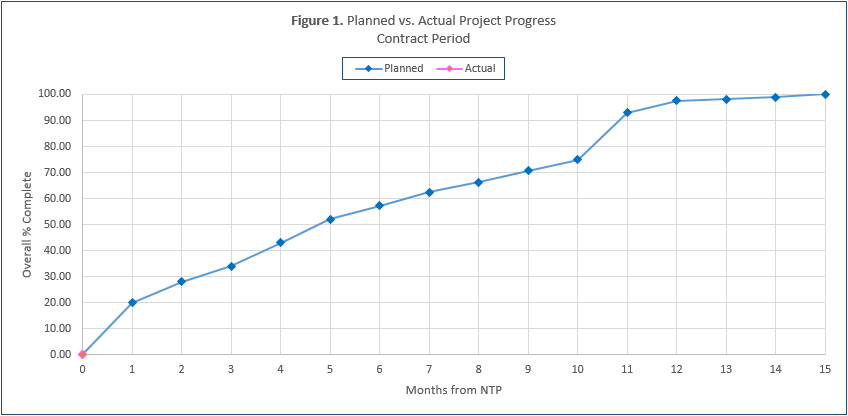 Figure 1. Planned vs. Actual Project Progress
Contract Period
Planned Actual
100.00
90.00
80.00
70.00
60.00
50.00
40.00
30.00
20.00
10.00
0.00
Overall % Complete
0 1 2 3 4 5 6 7 8 9 10 11 12 13 14 15
Months from NTP